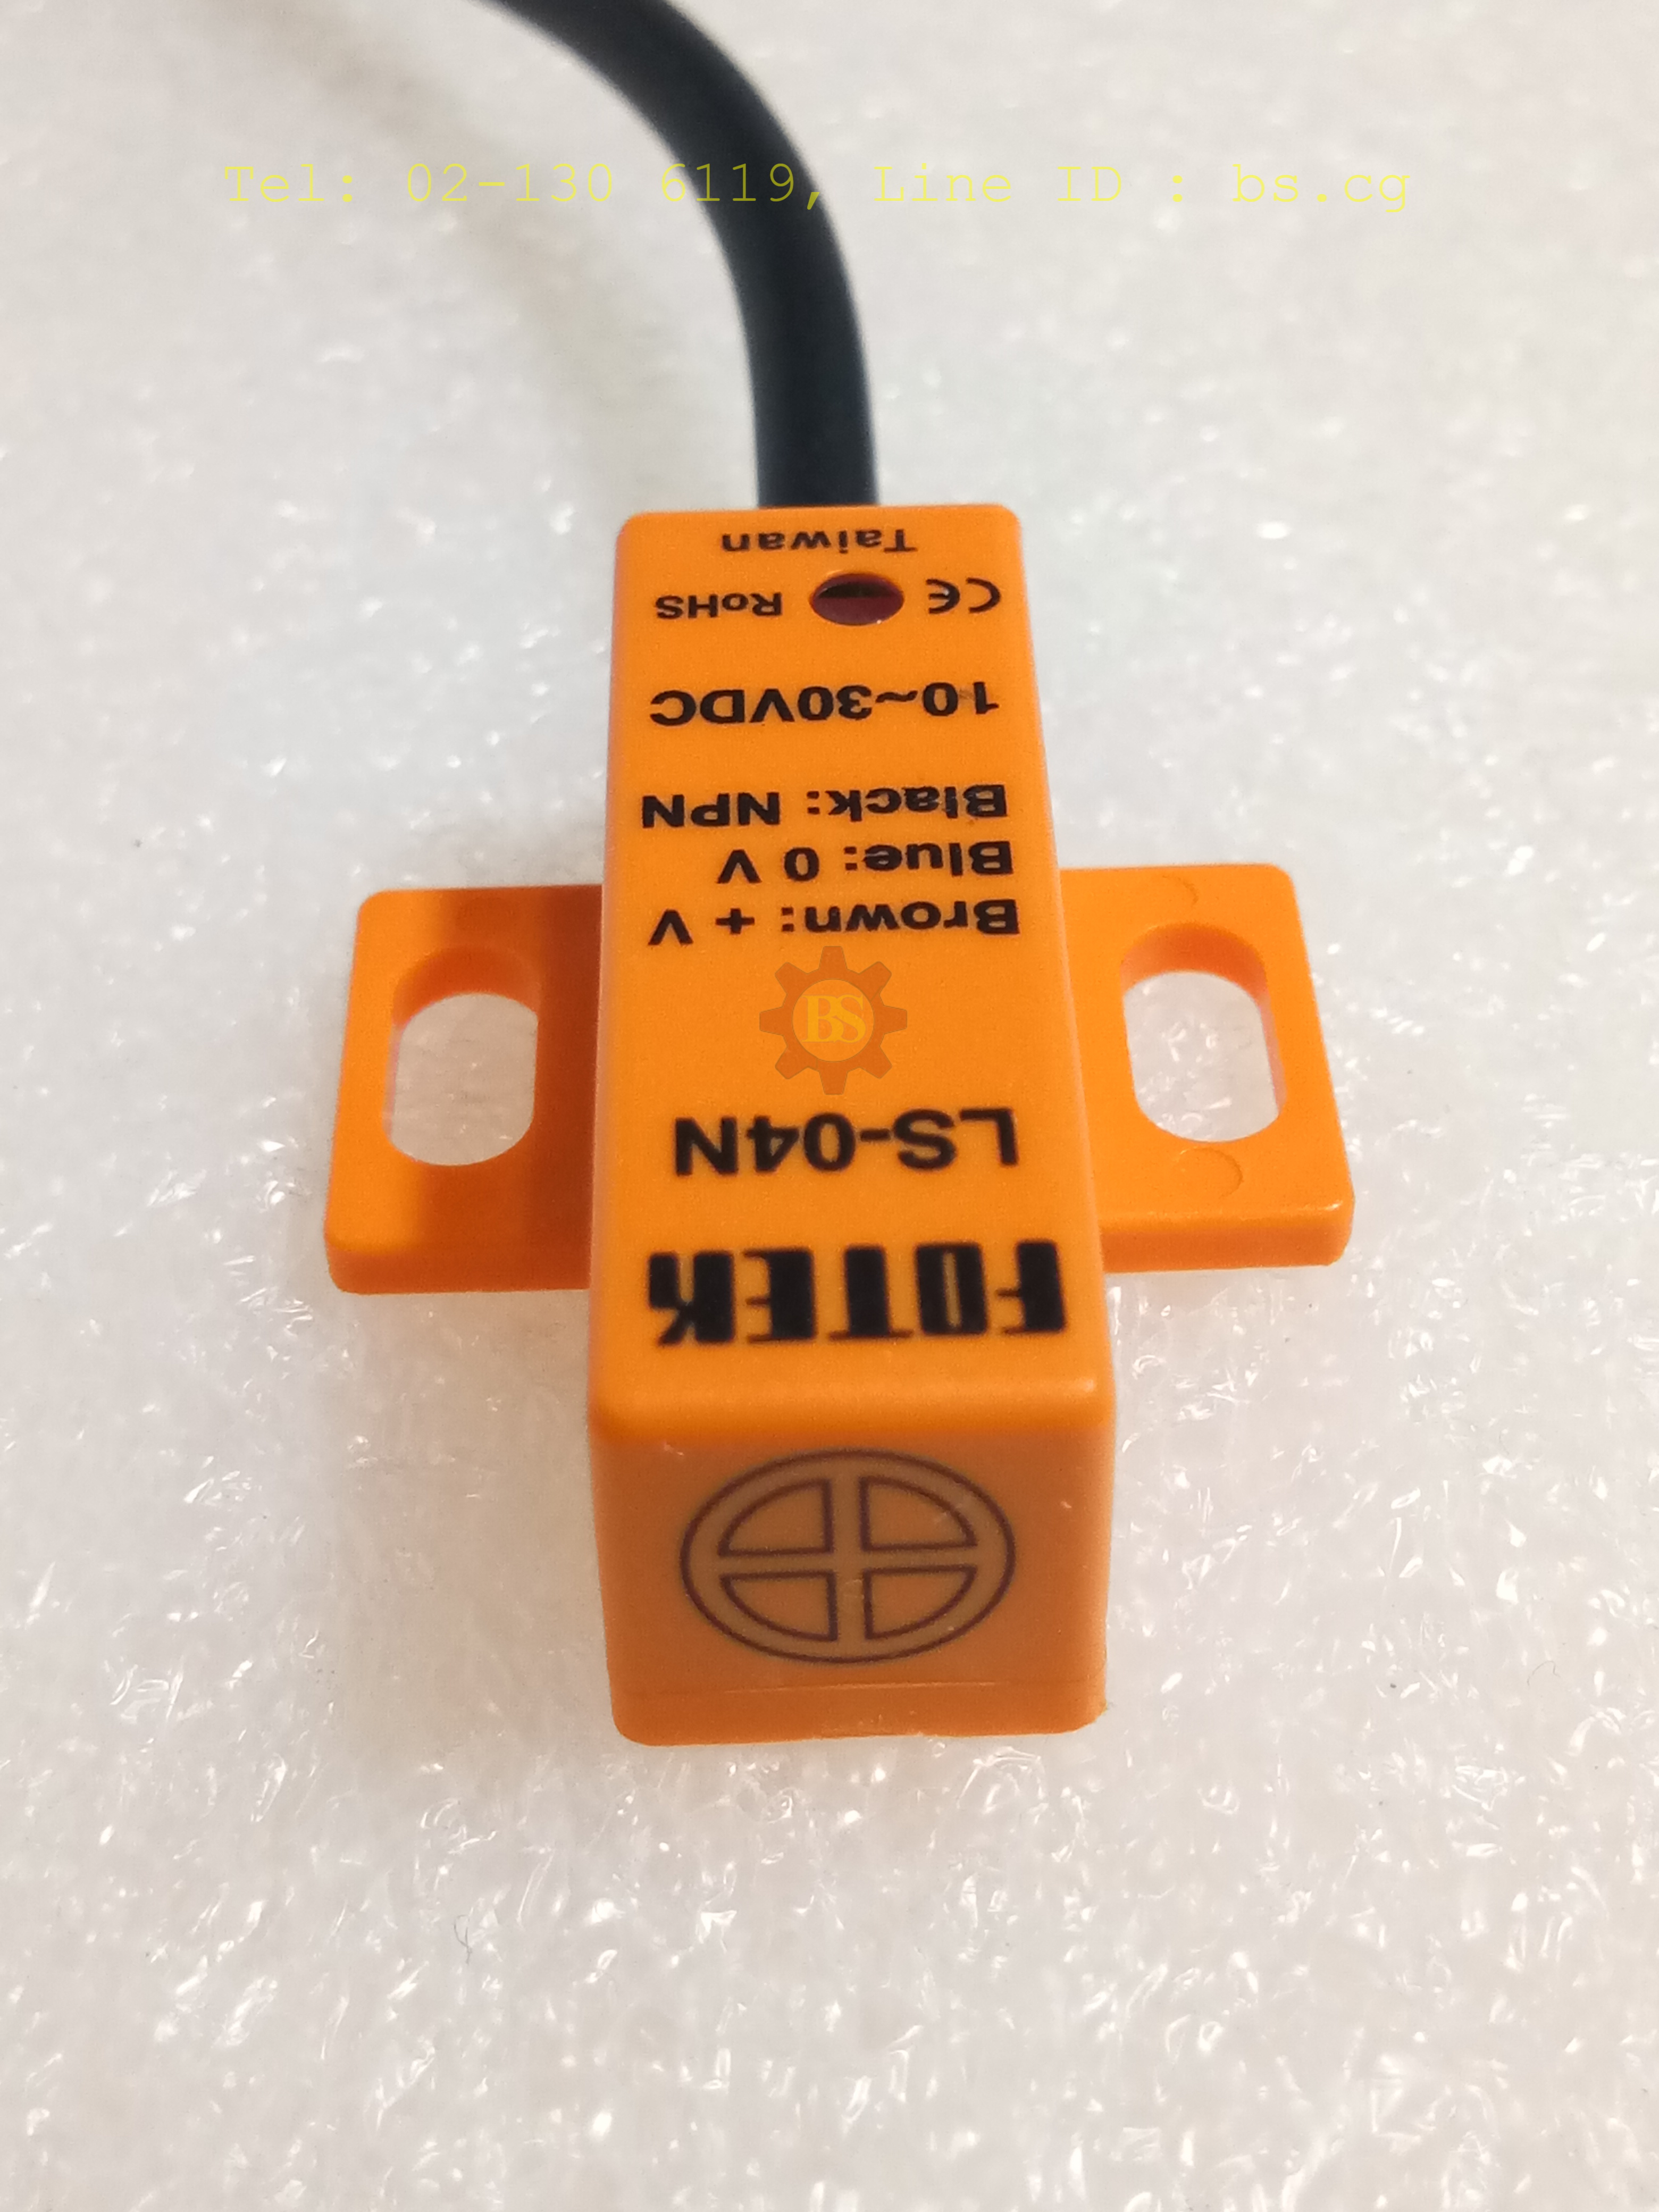 Tel: 02-130 6119, Line ID : bs.cg
FOTEK
LS-04N
BS
Brown: + V
Blue: 0 V
Black: NPN
10~30VDC
CE RoHS
Taiwan